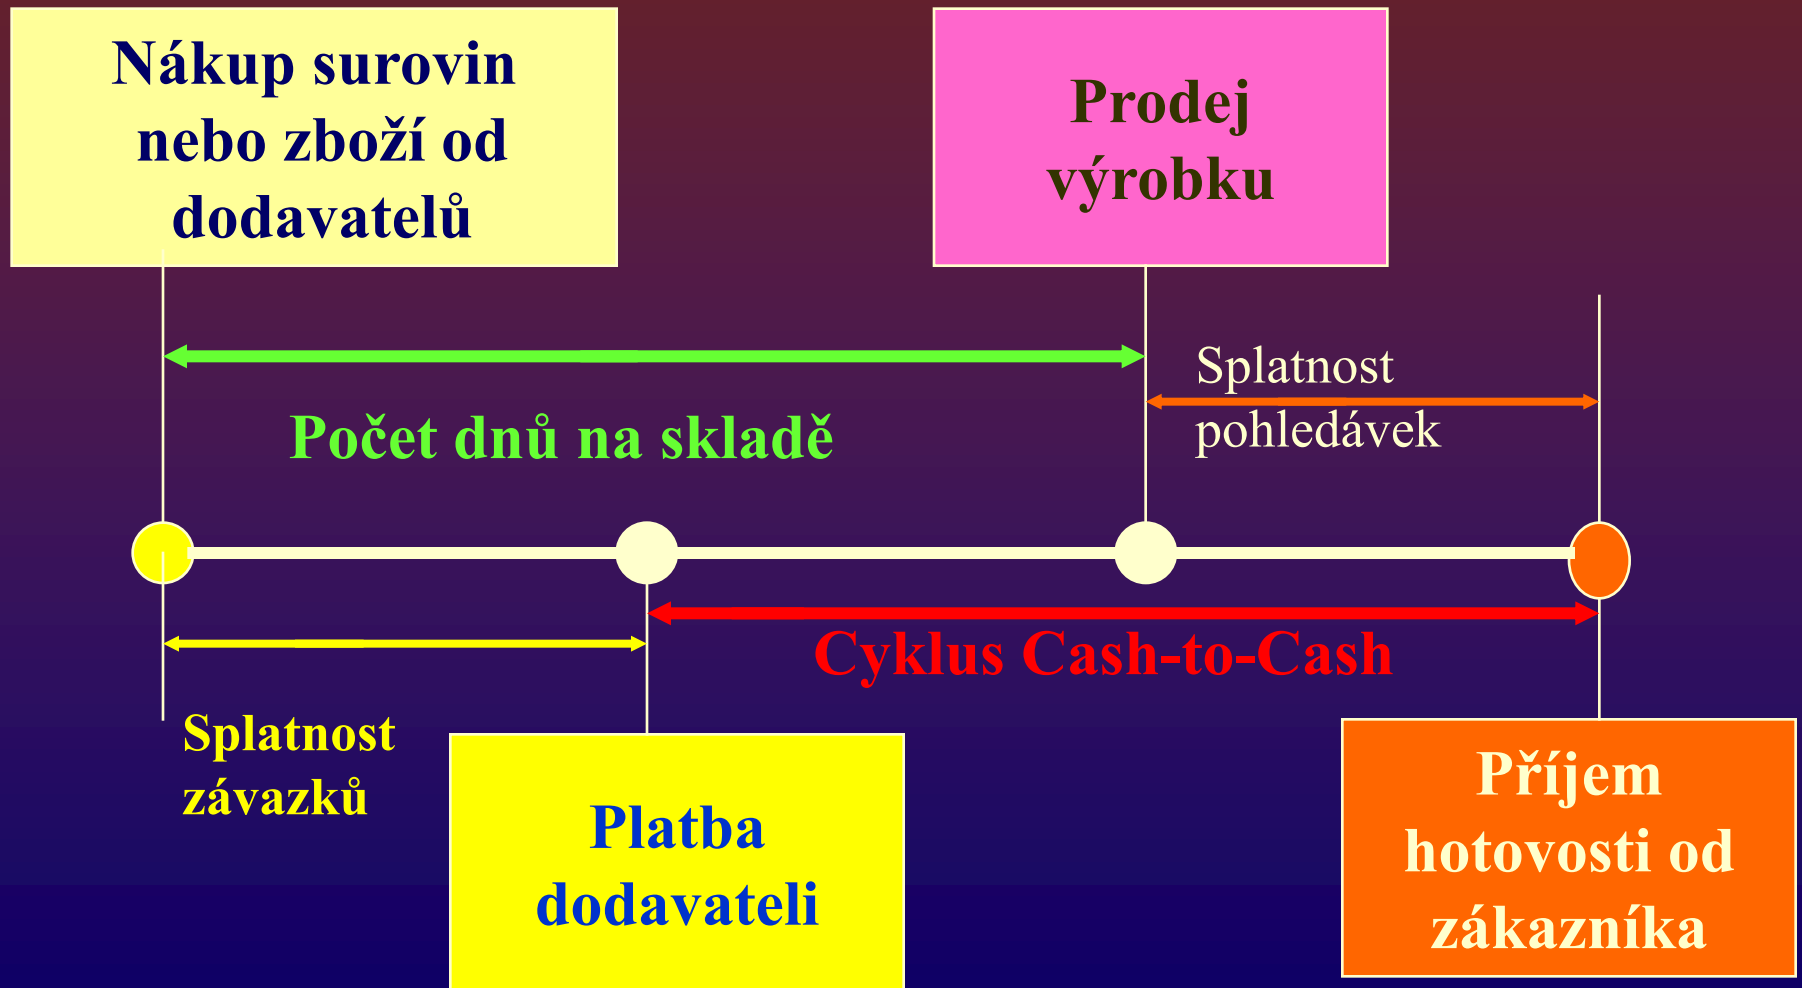 Nákup surovin
nebo zboží od
dodavatelů
Prodej
výrobku
Splatnost
pohledávek
Počet dnů na skladě
Cyklus Cash-to-Cash
Splatnost
závazků
Platba
dodavateli
Příjem
hotovosti od
zákazníka